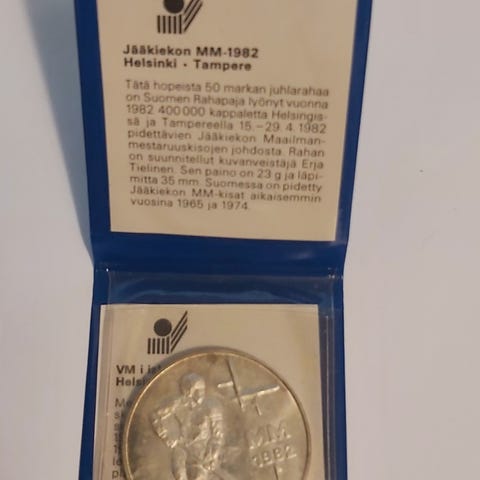 Jääkiekon MM-1982
Helsinki · Tampere
Tätä hopeista 50 markan juhlarahaa
on Suomen Rahapaja lyönyt vuonna
1982 400 000 kappaletta Helsingis-
sä ja Tampereella 15.–29.4.1982
pidettävien Jääkiekon Maailman-
mestaruuskisojen johdosta. Rahan
on suunnitellut kuvanveistäjä Erja
Tielinen. Sen paino on 23 g ja läpi-
mitta 35 mm. Suomessa on pidetty
Jääkiekon MM-kisat aikaisemmin
vuosina 1965 ja 1974.
VM i
Helsin
MM
1982